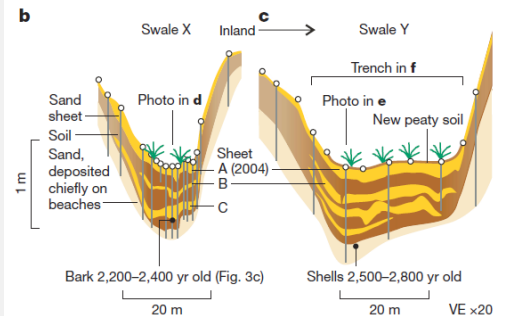 b
c
Swale X
Inland
Swale Y
Trench in f
Sand
sheet
Photo in d
Photo in e
New peaty soil
Soil
Sand,
deposited
chiefly on
beaches
Sheet
A (2004)
B
C
1 m
Bark 2,200–2,400 yr old (Fig. 3c)
Shells 2,500–2,800 yr old
20 m
20 m
VE ×20